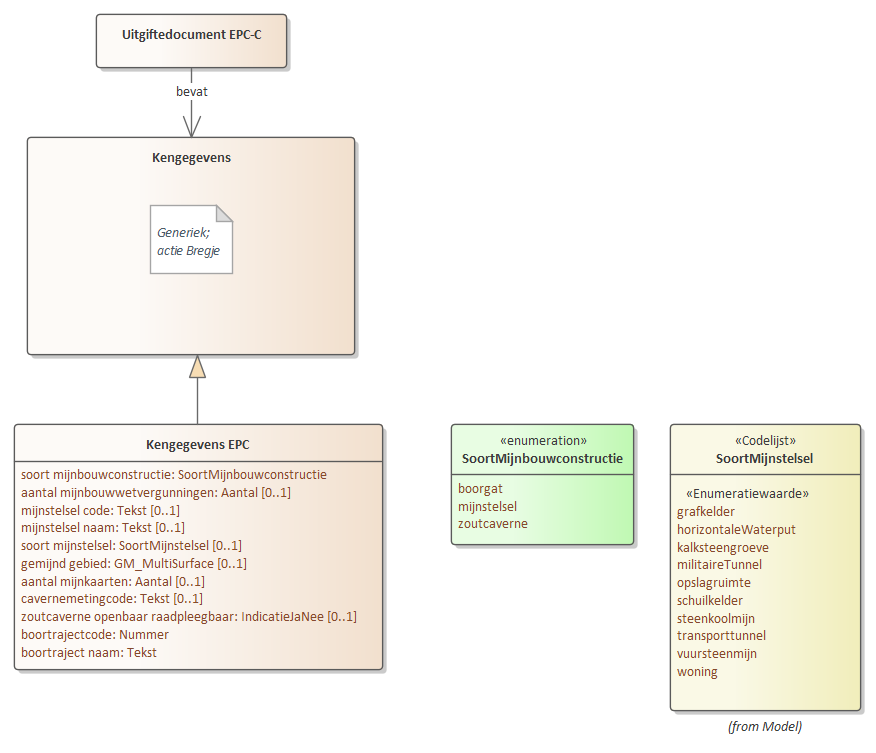 Uitgiftedocument EPC-C
bevat
Kengegevens
Generiek;
actie Bregje
Kengegevens EPC
soort mijnbouwconstructie: SoortMijnbouwconstructie
aantal mijnbouwwetvergunningen: Aantal [0..1]
mijnstelsel code: Tekst [0..1]
mijnstelsel naam: Tekst [0..1]
soort mijnstelsel: SoortMijnstelsel [0..1]
gemijnd gebied: GM_MultiSurface [0..1]
aantal mijnkaarten: Aantal [0..1]
cavernemetingcode: Tekst [0..1]
zoutcaverne openbaar raadpleegbaar: IndicatieJaNee [0..1]
boortrajectcode: Nummer
boortraject naam: Tekst
«enumeration»
SoortMijnbouwconstructie
boorgat
mijnstelsel
zoutcaverne
«Codelijst»
SoortMijnstelsel
«Enumeratiewaarde»
grafkelder
horizontaleWaterput
kalksteengroeve
militaireTunnel
opslagruimte
schuilkelder
steenkoolmijn
transporttunnel
vuursteenmijn
woning
(from Model)